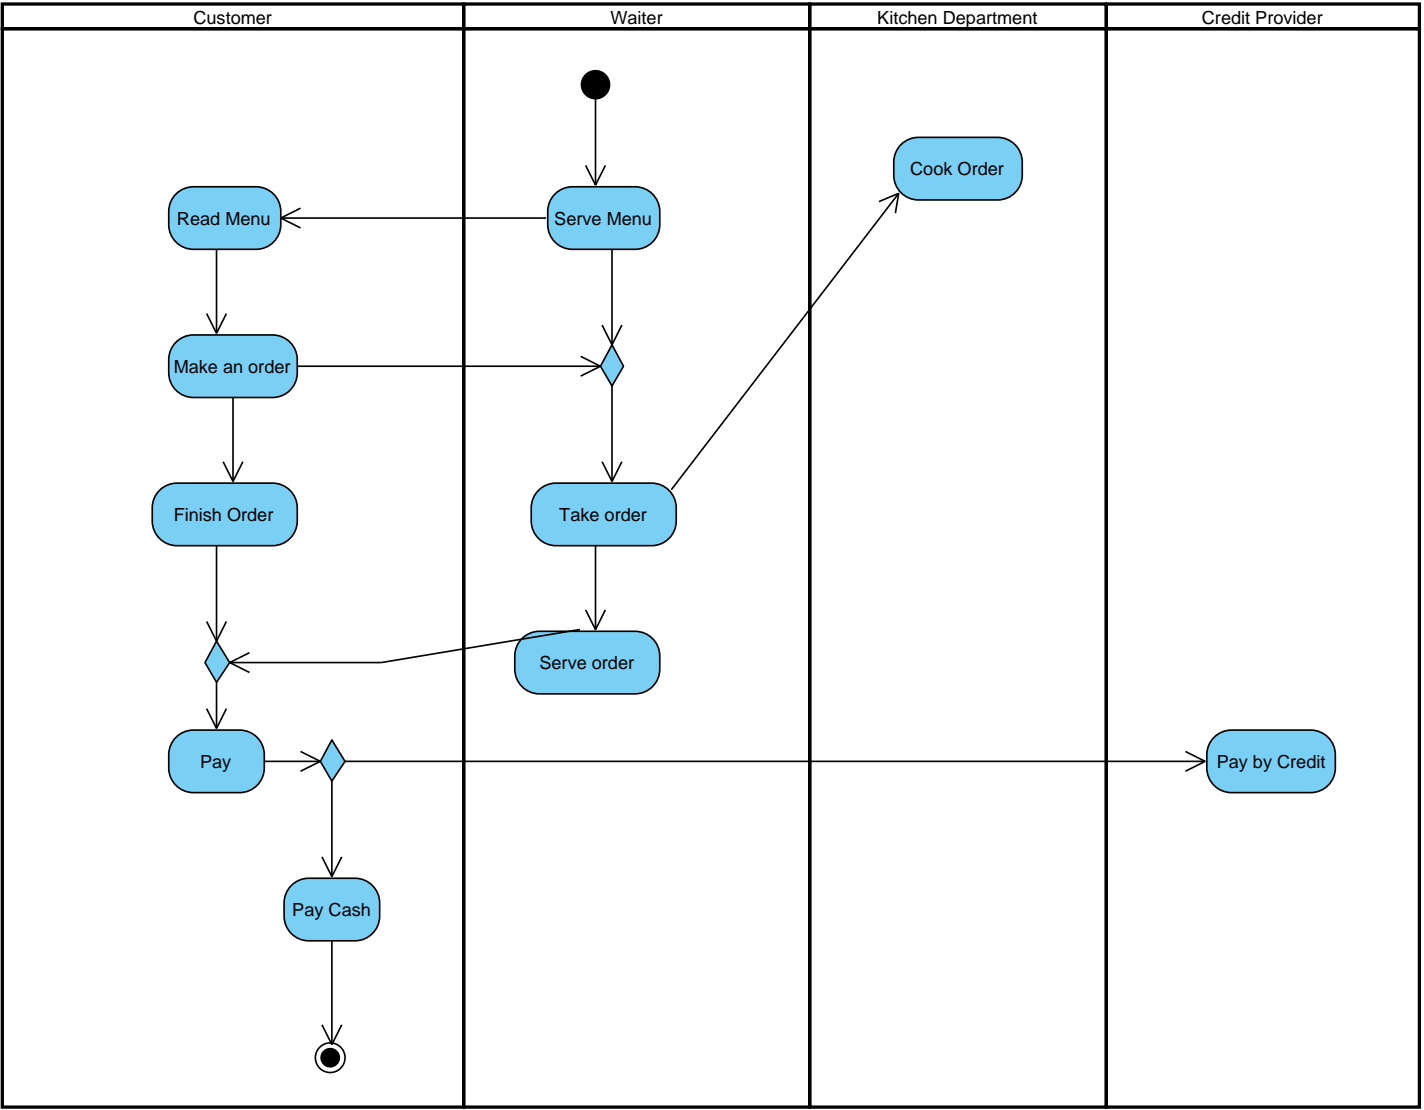 Customer
Waiter
Kitchen Department
Credit Provider
Cook Order
Read Menu
Serve Menu
Make an order
Finish Order
Take order
Serve order
Pay
Pay by Credit
Pay Cash